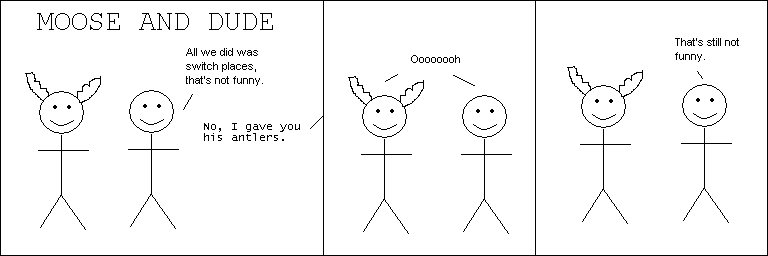 MOOSE AND DUDE
All we did was
switch places,
that's not funny.
No, I gave you
his antlers.
Oooooooh
That's still not
funny.